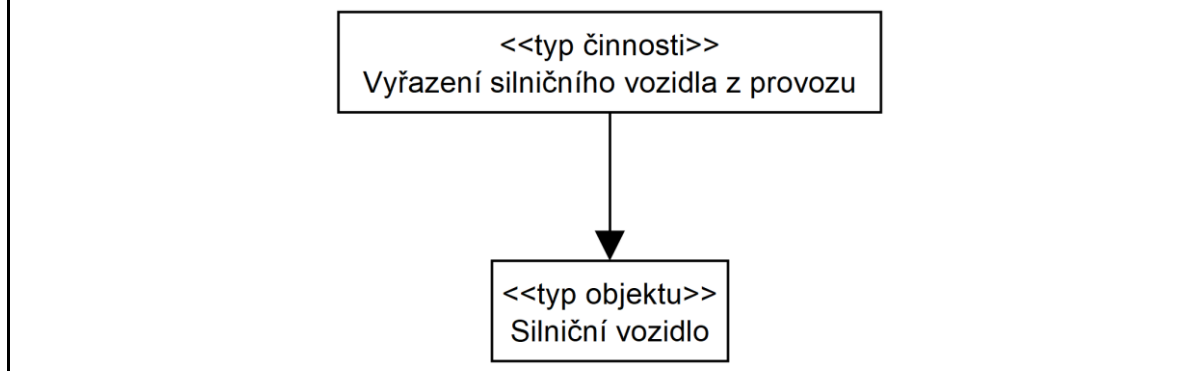 <<typ činnosti>>
Vyřazení silničního vozidla z provozu
<<typ objektu>>
Silniční vozidlo